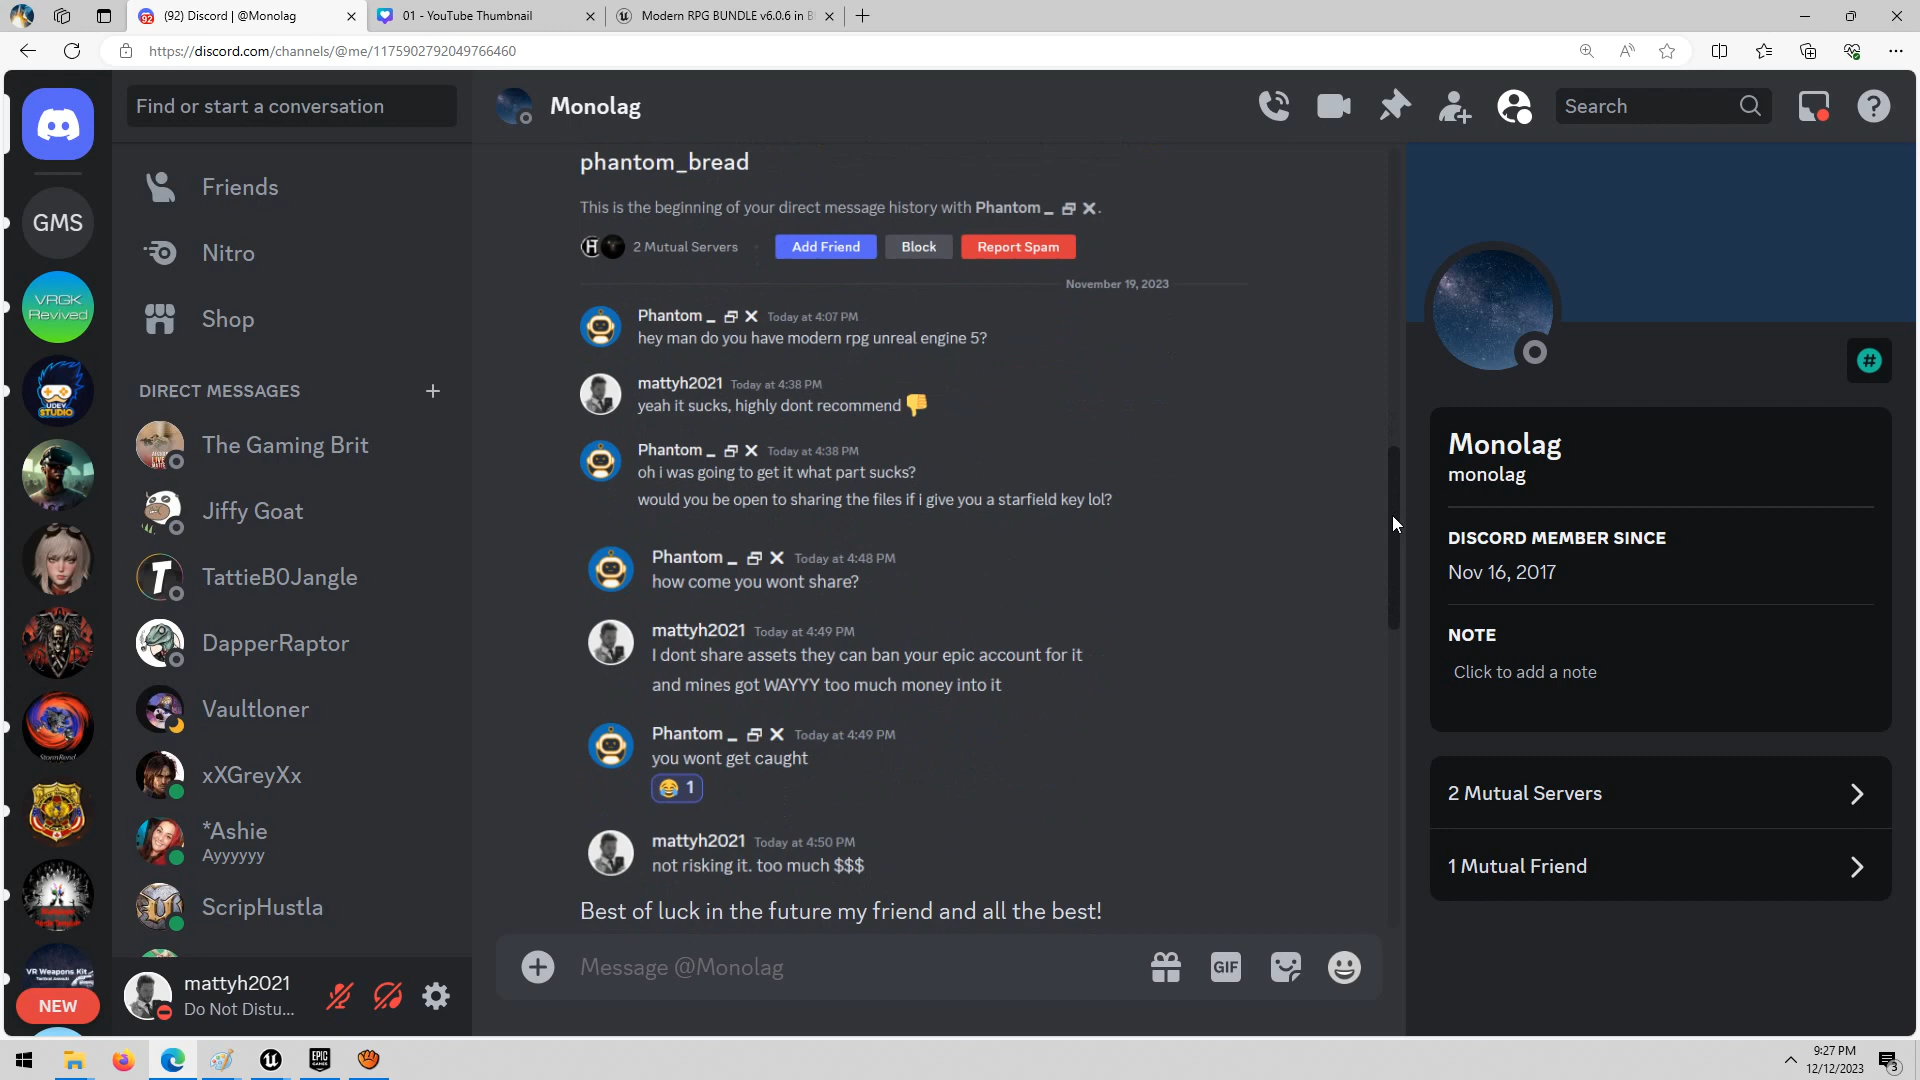 (92) Discord | @Monolag
01 - YouTube Thumbnail
Modern RPG BUNDLE v6.0.6 in B
https://discord.com/channels/@me/1175902792049766460
Find or start a conversation
Monolag
Search
GMS
VRGK
Revived
UDEV
STUDIO
VR Weapons Kit
NEW
Friends
Nitro
Shop
DIRECT MESSAGES
The Gaming Brit
Jiffy Goat
TattieB0Jangle
DapperRaptor
Vaultloner
xXGreyXx
*Ashie
Ayyyyyy
ScripHustla
mattyh2021
Do Not Distu...
phantom_bread
This is the beginning of your direct message history with Phantom _ 🗗 ✕.
2 Mutual Servers
Add Friend
Block
Report Spam
November 19, 2023
Phantom _ 🗗 ✕ Today at 4:07 PM
hey man do you have modern rpg unreal engine 5?
mattyh2021 Today at 4:38 PM
yeah it sucks, highly dont recommend 👎
Phantom _ 🗗 ✕ Today at 4:38 PM
oh i was going to get it what part sucks?
would you be open to sharing the files if i give you a starfield key lol?
Phantom _ 🗗 ✕ Today at 4:48 PM
how come you wont share?
mattyh2021 Today at 4:49 PM
I dont share assets they can ban your epic account for it
and mines got WAYYY too much money into it
Phantom _ 🗗 ✕ Today at 4:49 PM
you wont get caught
😂 1
mattyh2021 Today at 4:50 PM
not risking it. too much $$$
Best of luck in the future my friend and all the best!
Message @Monolag
GIF
Monolag
monolag
DISCORD MEMBER SINCE
Nov 16, 2017
NOTE
Click to add a note
2 Mutual Servers
1 Mutual Friend
9:27 PM
12/12/2023
3